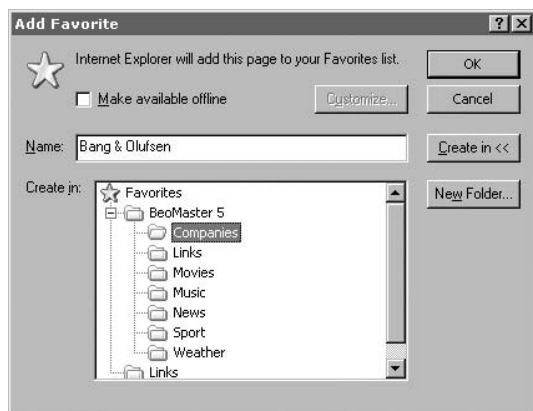 Add Favorite
Internet Explorer will add this page to your Favorites list.
OK
Make available offline
Customize...
Cancel
Name:
Bang & Olufsen
Create in <<
Create in:
Favorites
New Folder...
BeoMaster 5
Companies
Links
Movies
Music
News
Sport
Weather
Links